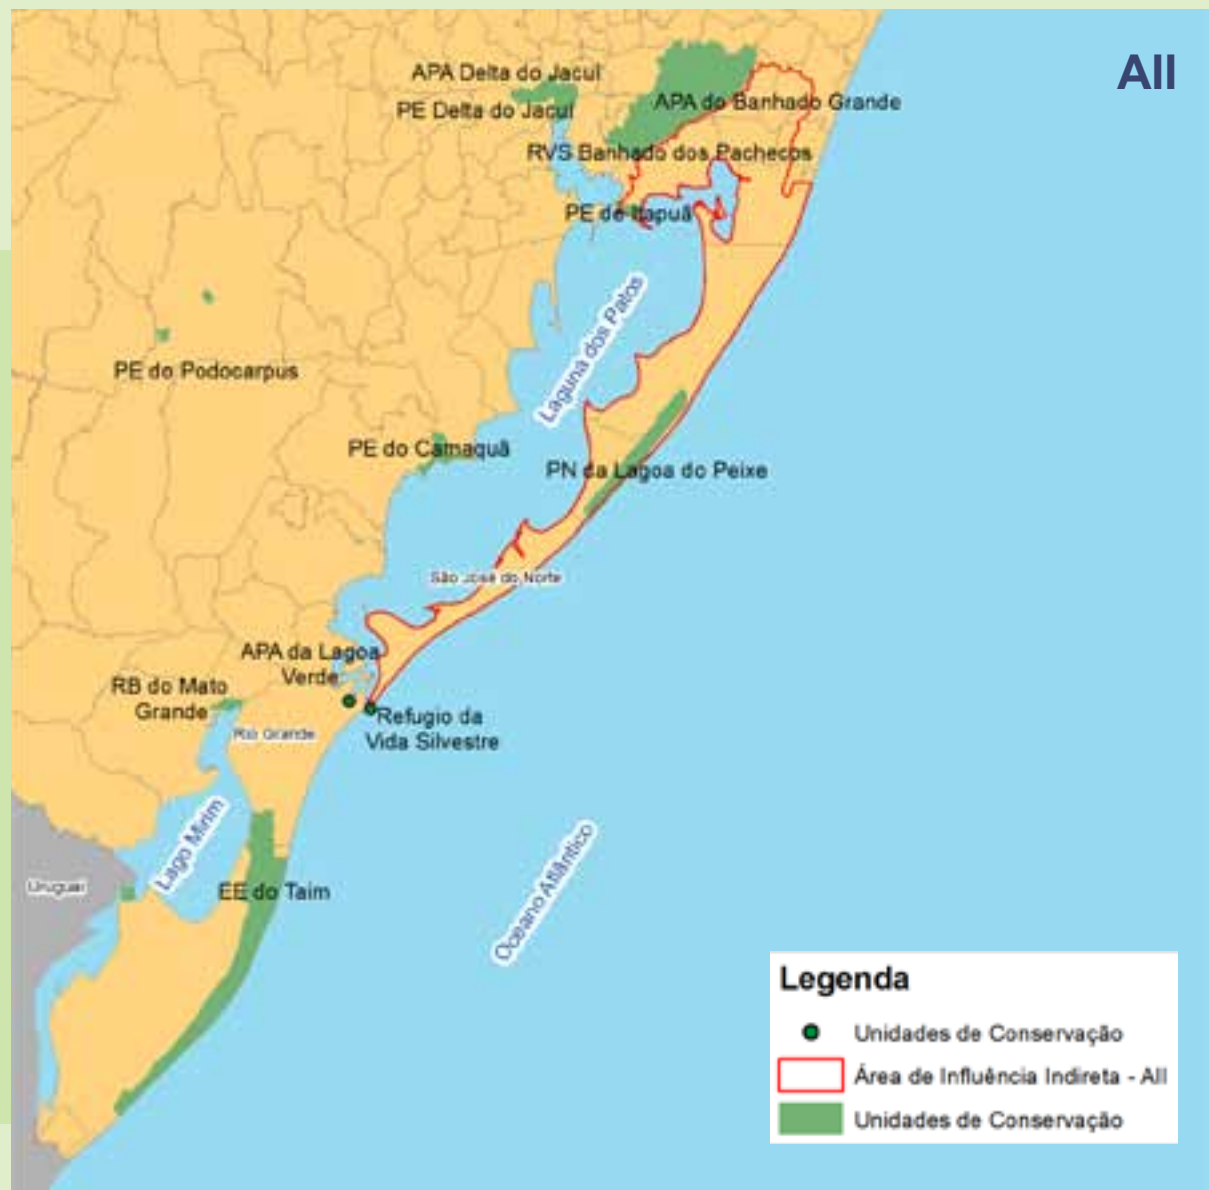 AII
APA Delta do Jacuí
PE Delta do Jacuí
APA do Banhado Grande
RVS Banhado dos Pachecos
PE de Itapuã
Laguna dos Patos
PE do Podocarpus
PE do Camaquã
PN da Lagoa do Peixe
São José do Norte
APA da Lagoa
Verde
RB do Mato
Grande
Refugio da
Vida Silvestre
Rio Grande
Lago Mirim
Uruguai
EE do Taim
Oceano Atlântico
Legenda
Unidades de Conservação
Área de Influência Indireta - AII
Unidades de Conservação